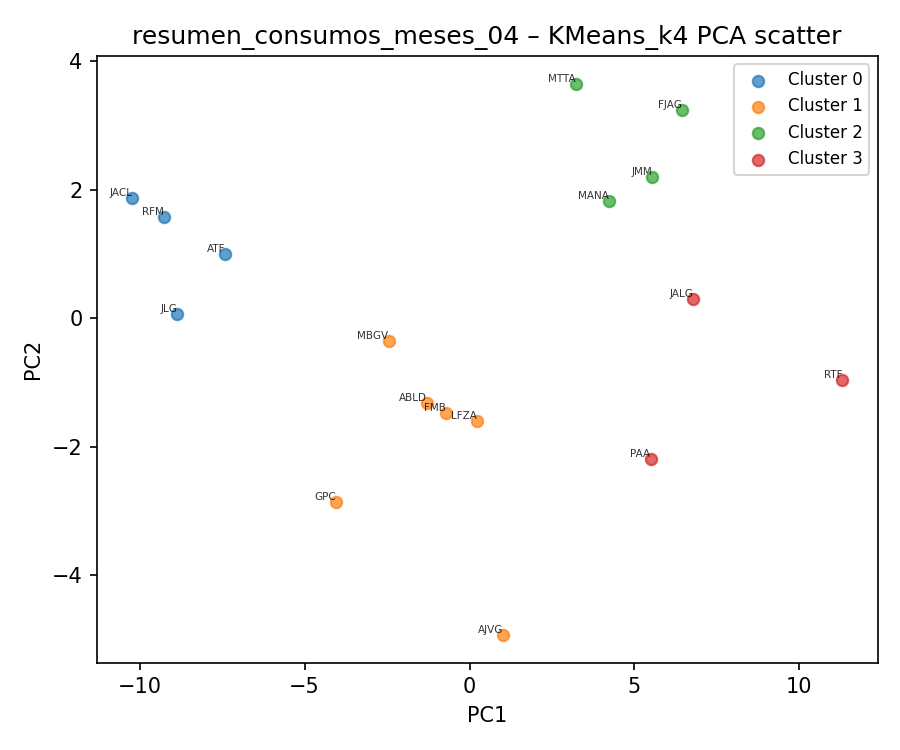 resumen_consumos_meses_04 – KMeans_k4 PCA scatter
4
2
0
−2
−4
PC2
−10
−5
0
5
10
PC1
Cluster 0
Cluster 1
Cluster 2
Cluster 3
MTTA
FJAG
JMM
MANA
JACL
RFM
ATF
JLG
JALG
MBGV
RTF
ABLD
FMB
LFZA
PAA
GPC
AJVG